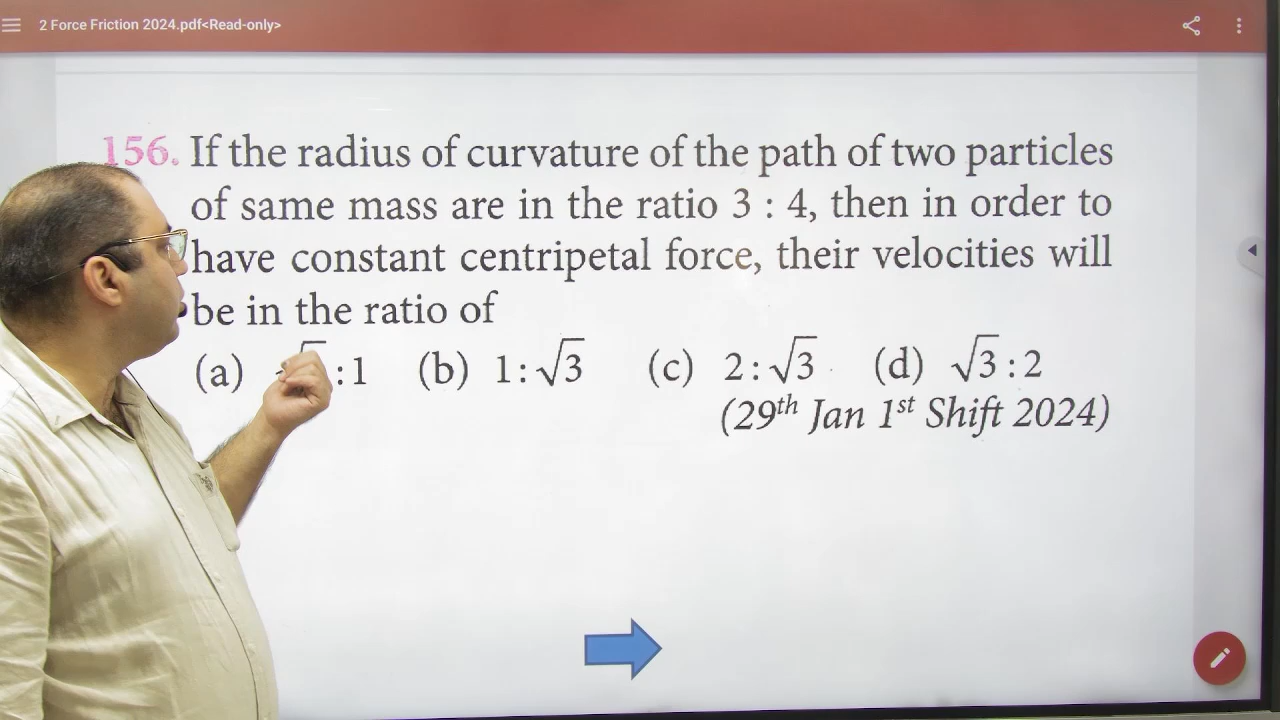 2 Force Friction 2024.pdf<Read-only>
156. If the radius of curvature of the path of two particles
of same mass are in the ratio 3 : 4, then in order to
have constant centripetal force, their velocities will
be in the ratio of
(a) :1 (b) 1:√3 (c) 2:√3 (d) √3:2
(29th Jan 1st Shift 2024)